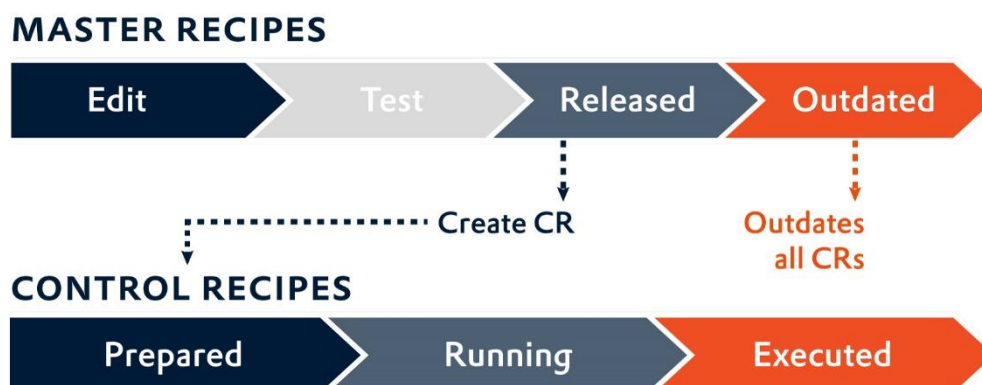 MASTER RECIPES
Edit
Test
Released
Outdated
Create CR
Outdates
all CRs
CONTROL RECIPES
Prepared
Running
Executed